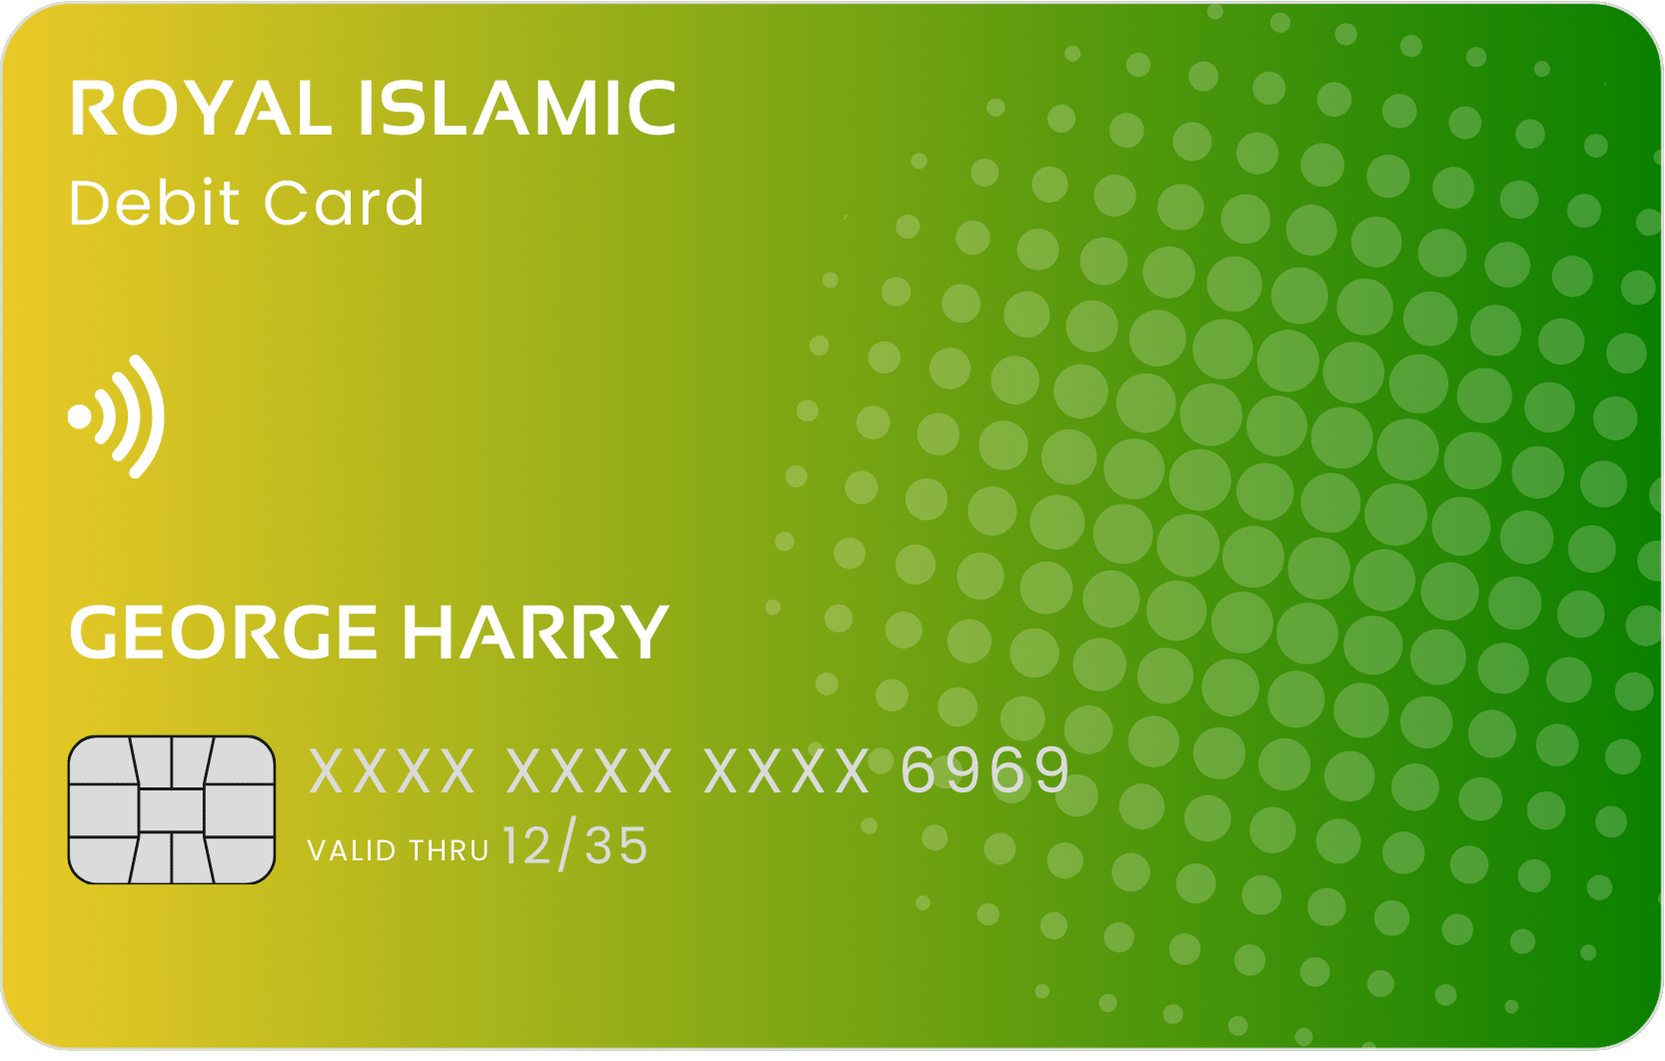 ROYAL ISLAMIC
Debit Card
GEORGE HARRY
XXXX XXXX XXXX 6969
VALID THRU 12/35